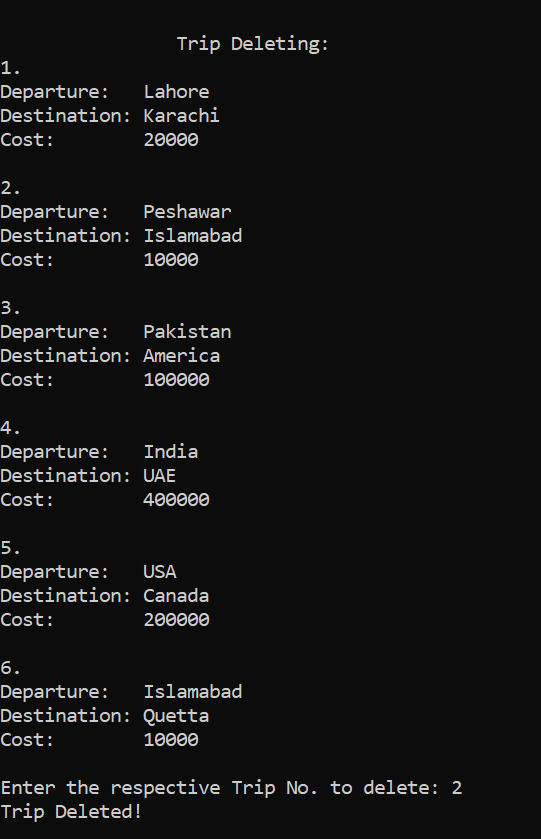 Trip Deleting:
1.
Departure:   Lahore
Destination: Karachi
Cost:        20000
2.
Departure:   Peshawar
Destination: Islamabad
Cost:        10000
3.
Departure:   Pakistan
Destination: America
Cost:        100000
4.
Departure:   India
Destination: UAE
Cost:        400000
5.
Departure:   USA
Destination: Canada
Cost:        200000
6.
Departure:   Islamabad
Destination: Quetta
Cost:        10000
Enter the respective Trip No. to delete: 2
Trip Deleted!